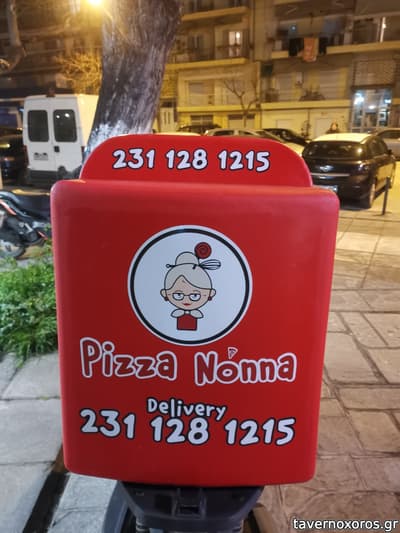 231 128 1215
Pizza Nonna
Delivery
231 128 1215
tavernoxoros.gr